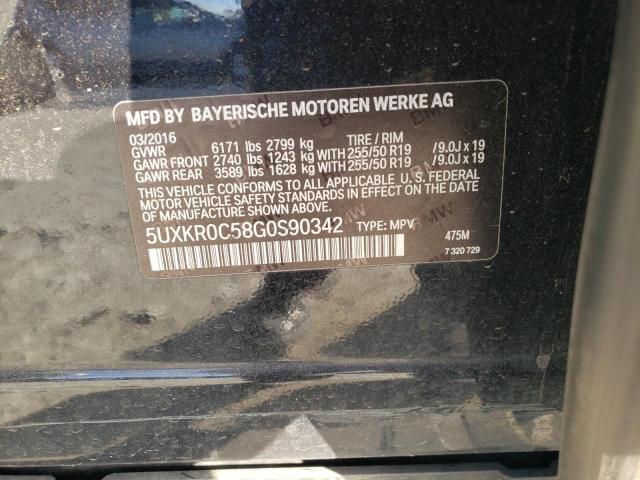 MFD BY BAYERISCHE MOTOREN WERKE AG
03/2016 TIRE / RIM
GVWR 6171 lbs 2799 kg
GAWR FRONT 2740 lbs 1243 kg WITH 255/50 R19 /9.0J x 19
GAWR REAR 3589 lbs 1628 kg WITH 255/50 R19 /9.0J x 19
THIS VEHICLE CONFORMS TO ALL APPLICABLE U.S. FEDERAL
MOTOR VEHICLE SAFETY STANDARDS IN EFFECT ON THE
DATE OF MANUFACTURE SHOWN ABOVE.
5UXKR0C58G0S90342 TYPE: MPV 475M
7 320 729